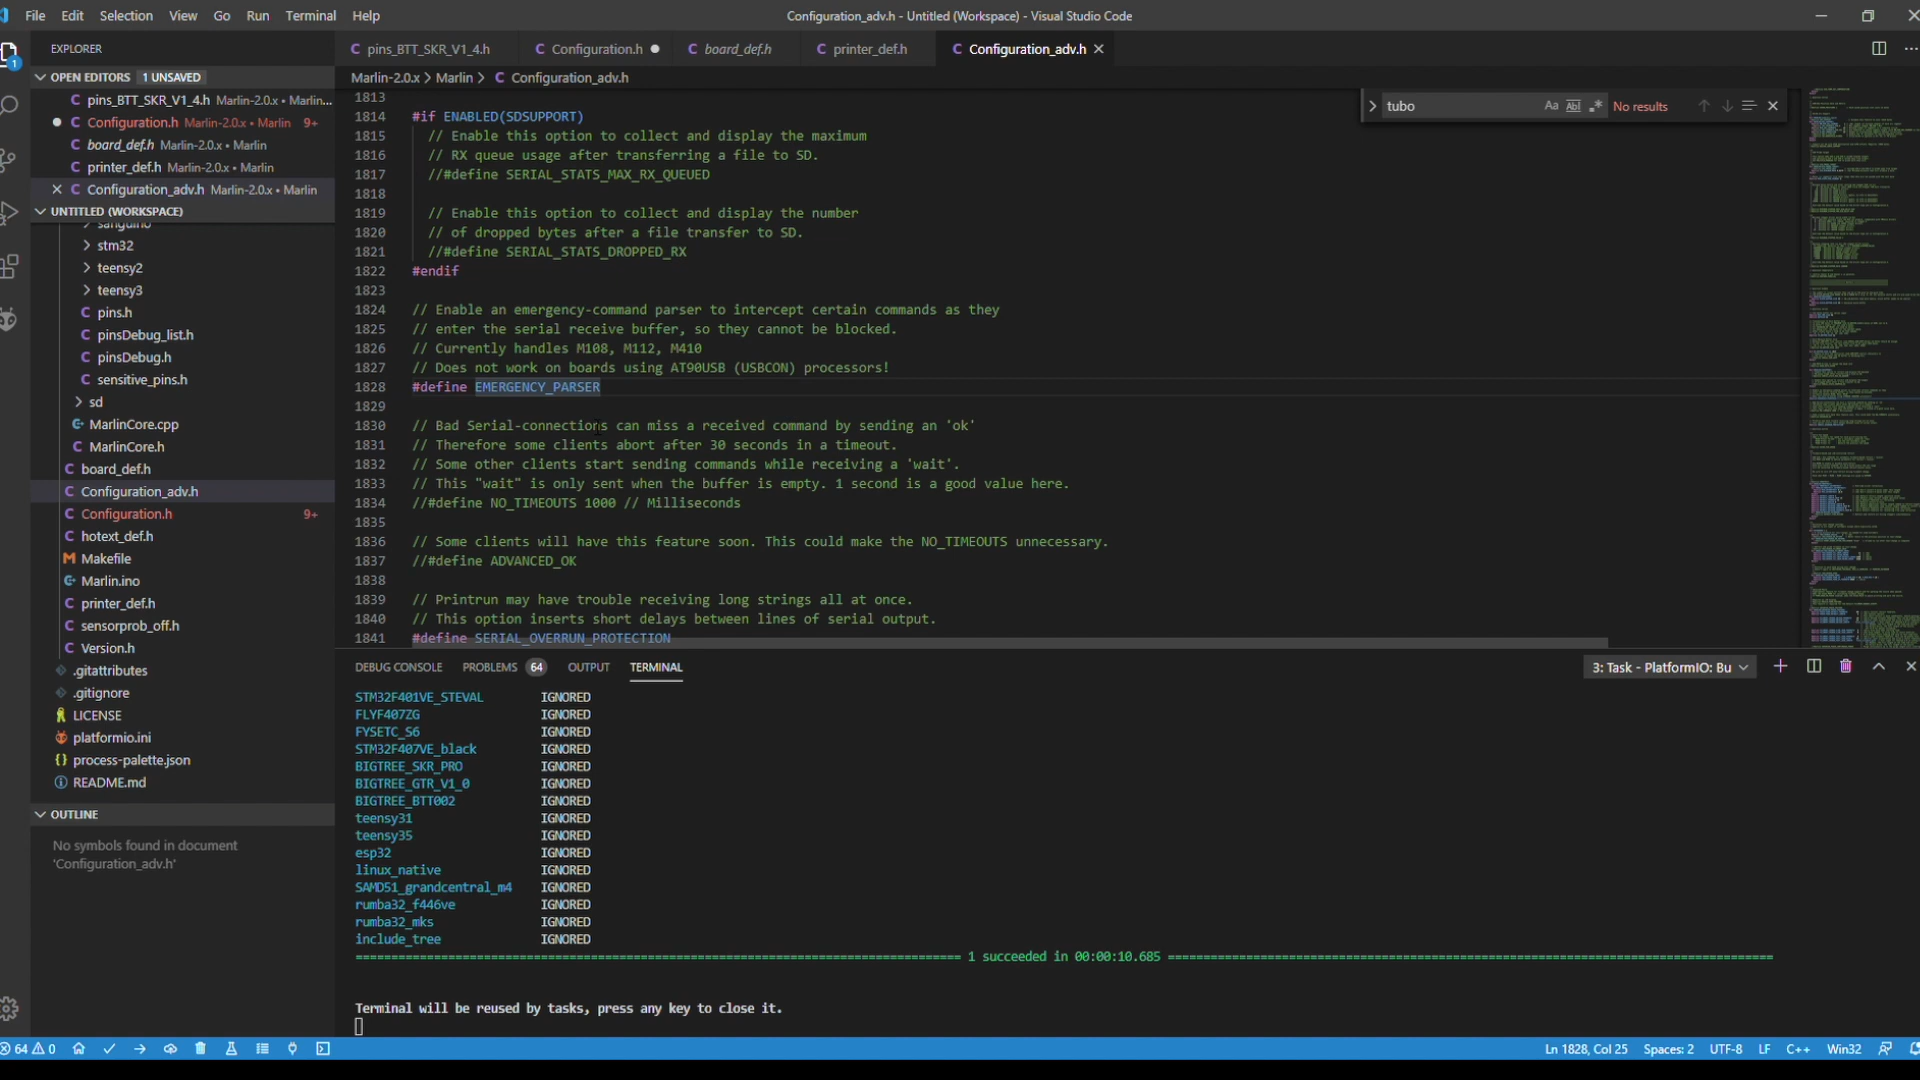 File Edit Selection View Go Run Terminal Help
Configuration_adv.h - Untitled (Workspace) - Visual Studio Code
EXPLORER
pins_BTT_SKR_V1_4.h
Configuration.h
board_def.h
printer_def.h
Configuration_adv.h
OPEN EDITORS 1 UNSAVED
pins_BTT_SKR_V1_4.h Marlin-2.0.x • Marlin...
Configuration.h Marlin-2.0.x • Marlin 9+
board_def.h Marlin-2.0.x • Marlin
printer_def.h Marlin-2.0.x • Marlin
Configuration_adv.h Marlin-2.0.x • Marlin
UNTITLED (WORKSPACE)
sanguino
stm32
teensy2
teensy3
pins.h
pinsDebug_list.h
pinsDebug.h
sensitive_pins.h
sd
MarlinCore.cpp
MarlinCore.h
board_def.h
Configuration_adv.h
Configuration.h 9+
hotext_def.h
Makefile
Marlin.ino
printer_def.h
sensorprob_off.h
Version.h
.gitattributes
.gitignore
LICENSE
platformio.ini
process-palette.json
README.md
OUTLINE
No symbols found in document
'Configuration_adv.h'
Marlin-2.0.x > Marlin > Configuration_adv.h
tubo
No results
1813
1814 #if ENABLED(SDSUPPORT)
1815 // Enable this option to collect and display the maximum
1816 // RX queue usage after transferring a file to SD.
1817 //#define SERIAL_STATS_MAX_RX_QUEUED
1818
1819 // Enable this option to collect and display the number
1820 // of dropped bytes after a file transfer to SD.
1821 //#define SERIAL_STATS_DROPPED_RX
1822 #endif
1823
1824 // Enable an emergency-command parser to intercept certain commands as they
1825 // enter the serial receive buffer, so they cannot be blocked.
1826 // Currently handles M108, M112, M410
1827 // Does not work on boards using AT90USB (USBCON) processors!
1828 #define EMERGENCY_PARSER
1829
1830 // Bad Serial-connections can miss a received command by sending an 'ok'
1831 // Therefore some clients abort after 30 seconds in a timeout.
1832 // Some other clients start sending commands while receiving a 'wait'.
1833 // This "wait" is only sent when the buffer is empty. 1 second is a good value here.
1834 //#define NO_TIMEOUTS 1000 // Milliseconds
1835
1836 // Some clients will have this feature soon. This could make the NO_TIMEOUTS unnecessary.
1837 //#define ADVANCED_OK
1838
1839 // Printrun may have trouble receiving long strings all at once.
1840 // This option inserts short delays between lines of serial output.
1841 #define SERIAL_OVERRUN_PROTECTION
DEBUG CONSOLE PROBLEMS 64 OUTPUT TERMINAL
3: Task - PlatformIO: Bu
STM32F401VE_STEVAL IGNORED
FLYF407ZG IGNORED
FYSETC_S6 IGNORED
STM32F407VE_black IGNORED
BIGTREE_SKR_PRO IGNORED
BIGTREE_GTR_V1_0 IGNORED
BIGTREE_BTT002 IGNORED
teensy31 IGNORED
teensy35 IGNORED
esp32 IGNORED
linux_native IGNORED
SAMD51_grandcentral_m4 IGNORED
rumba32_f446ve IGNORED
rumba32_mks IGNORED
include_tree IGNORED
1 succeeded in 00:00:10.685
Terminal will be reused by tasks, press any key to close it.
64 0
Ln 1828, Col 25 Spaces: 2 UTF-8 LF C++ Win32